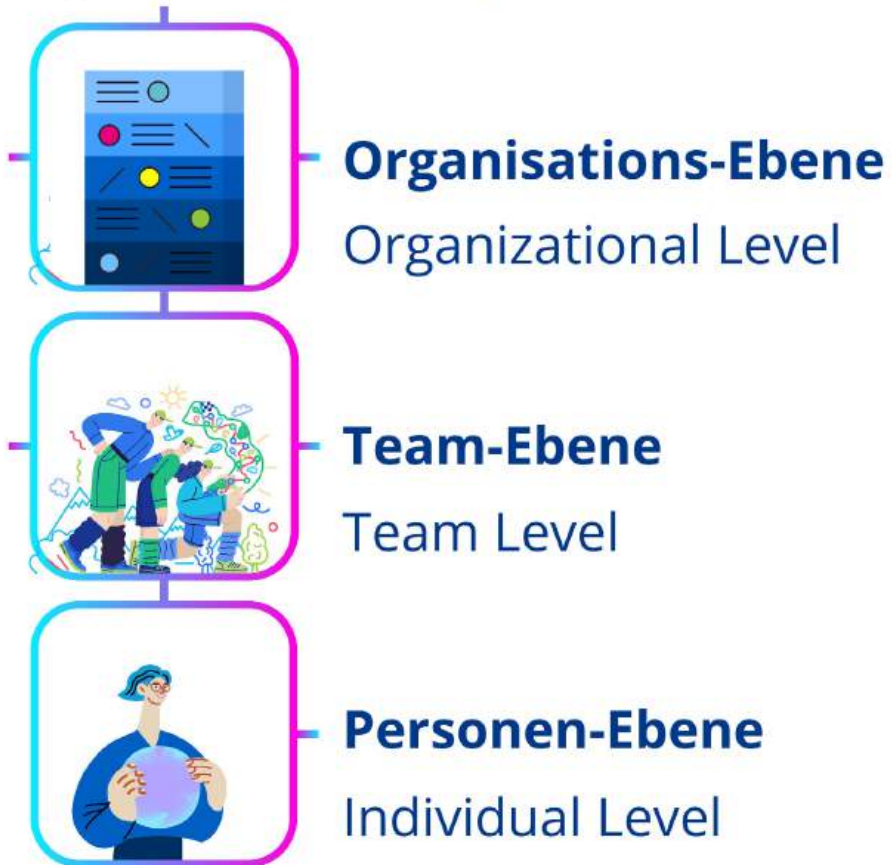 Organisations-Ebene
Organizational Level
Team-Ebene
Team Level
Personen-Ebene
Individual Level